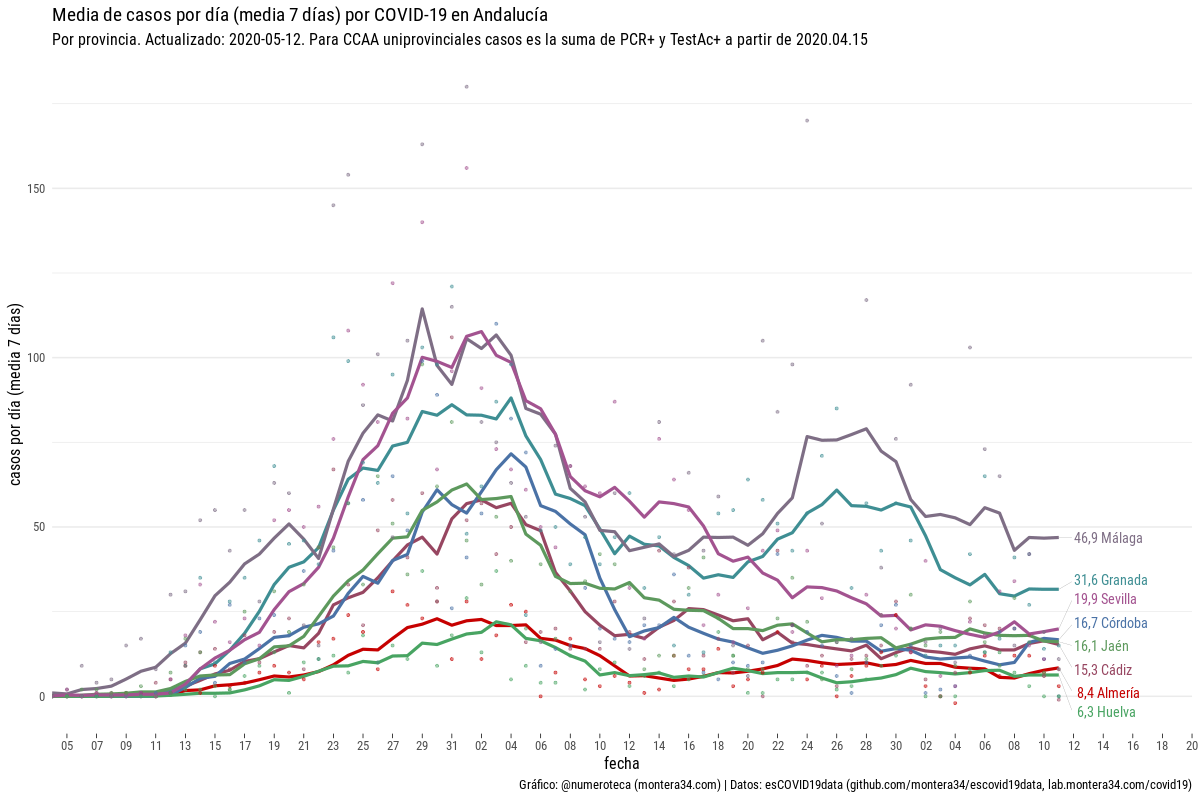 Media de casos por día (media 7 días) por COVID-19 en Andalucía
Por provincia. Actualizado: 2020-05-12. Para CCAA uniprovinciales casos es la suma de PCR+ y TestAc+ a partir de 2020.04.15
casos por día (media 7 días)
150
100
50
0
46,9 Málaga
31,6 Granada
19,9 Sevilla
16,7 Córdoba
16,1 Jaén
15,3 Cádiz
8,4 Almería
6,3 Huelva
05 07 09 11 13 15 17 19 21 23 25 27 29 31 02 04 06 08 10 12 14 16 18 20 22 24 26 28 30 02 04 06 08 10 12 14 16 18 20
fecha
Gráfico: @numeroteca (montera34.com) | Datos: esCOVID19data (github.com/montera34/escovid19data, lab.montera34.com/covid19)